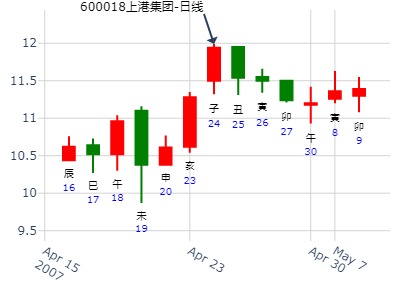 600018上港集团-日线
12
11.5
11
10.5
10
9.5
辰
16
巳
17
午
18
未
19
申
20
亥
23
子
24
丑
25
寅
26
卯
27
午
30
寅
8
卯
9
Apr 15
2007
Apr 23
Apr 30
May 7